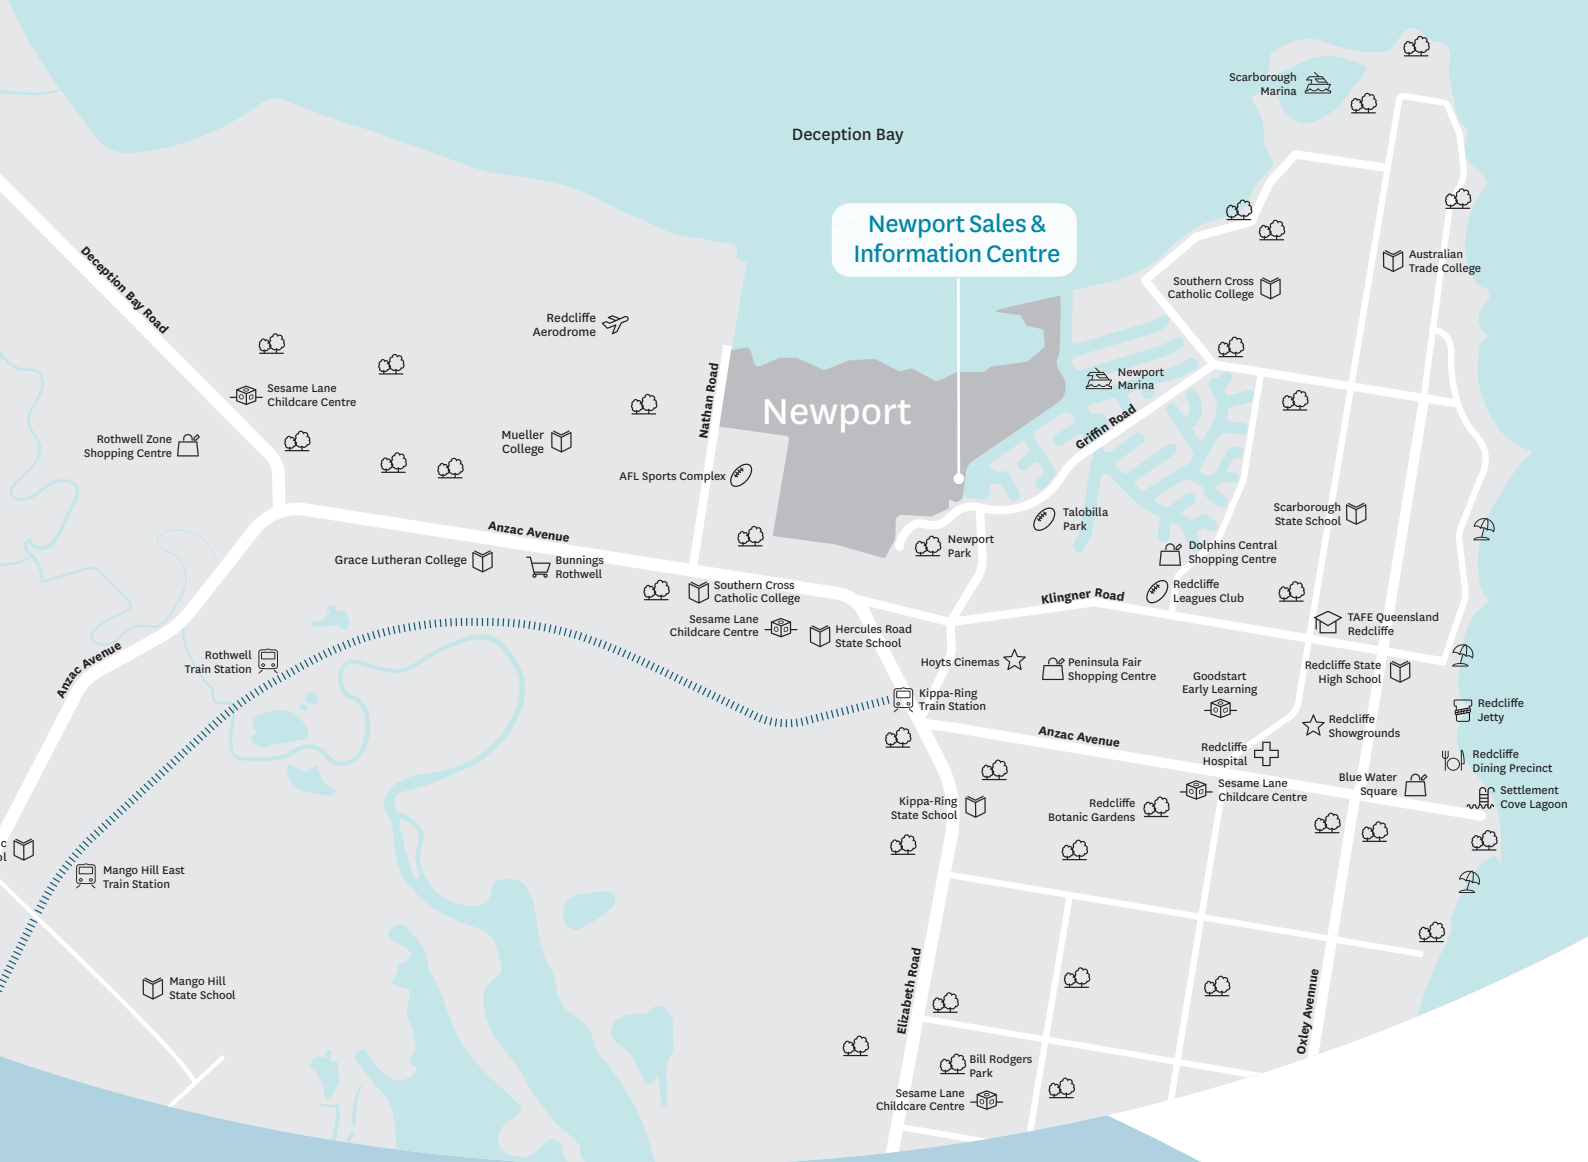 Scarborough
Marina
Deception Bay
Newport Sales &
Information Centre
Australian
Trade College
Southern Cross
Catholic College
Deception Bay Road
Redcliffe
Aerodrome
Newport
Marina
Nathan Road
Newport
Griffin Road
Sesame Lane
Childcare Centre
Rothwell Zone
Shopping Centre
Mueller
College
AFL Sports Complex
Talobilla
Park
Scarborough
State School
Anzac Avenue
Newport
Park
Dolphins Central
Shopping Centre
Grace Lutheran College
Bunnings
Rothwell
Southern Cross
Catholic College
Klingner Road
Redcliffe
Leagues Club
Sesame Lane
Childcare Centre
Hercules Road
State School
TAFE Queensland
Redcliffe
Anzac Avenue
Rothwell
Train Station
Hoyts Cinemas
Peninsula Fair
Shopping Centre
Goodstart
Early Learning
Redcliffe State
High School
Kippa-Ring
Train Station
Redcliffe
Jetty
Anzac Avenue
Redcliffe
Showgrounds
Redcliffe
Hospital
Redcliffe
Dining Precinct
Blue Water
Square
Sesame Lane
Childcare Centre
Settlement
Cove Lagoon
Kippa-Ring
State School
Redcliffe
Botanic Gardens
c
ol
Mango Hill East
Train Station
Mango Hill
State School
Elizabeth Road
Oxley Avennue
Bill Rodgers
Park
Sesame Lane
Childcare Centre